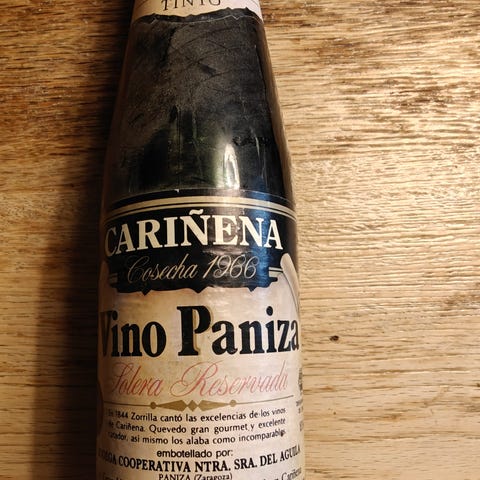 TINTO
CARIÑENA
Cosecha 1966
Vino Paniza
Solera Reservada
En 1844 Zorrilla cantó las excelencias de los vinos
de Cariñena. Quevedo gran gourmet y excelente
catador, asi mismo los alaba como incomparables.
embotellado por:
COOPERATIVA NTRA. SRA. DEL AGUILA
PANIZA (Zaragoza)
Cariñena